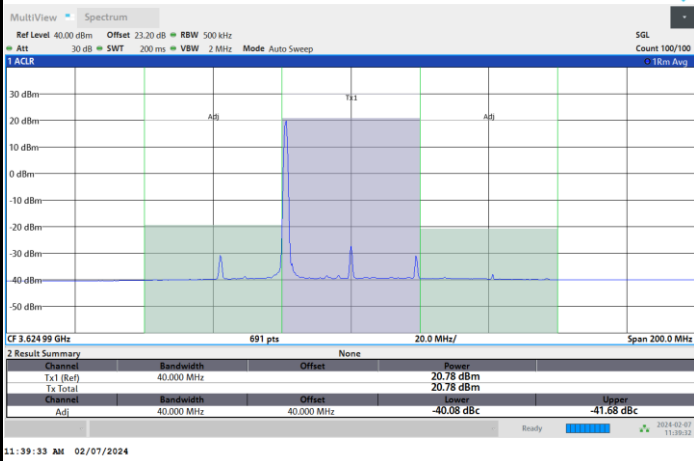 MultiView Spectrum
Ref Level 40.00 dBm Offset 23.20 dB RBW 500 kHz SGL
Att 30 dB SWT 200 ms VBW 2 MHz Mode Auto Sweep Count 100/100
1 ACLR 1Rm Avg
Tx1
30 dBm
Adj Adj
20 dBm
10 dBm
0 dBm
-10 dBm
-20 dBm
-30 dBm
-40 dBm
-50 dBm
CF 3.624 99 GHz 691 pts 20.0 MHz/ Span 200.0 MHz
2 Result Summary None
Channel Bandwidth Offset Power
Tx1 (Ref) 40.000 MHz 20.78 dBm
Tx Total 20.78 dBm
Channel Bandwidth Offset Lower Upper
Adj 40.000 MHz 40.000 MHz -40.08 dBc -41.68 dBc
Ready 2024-02-07
11:39:32
11:39:33 AM 02/07/2024